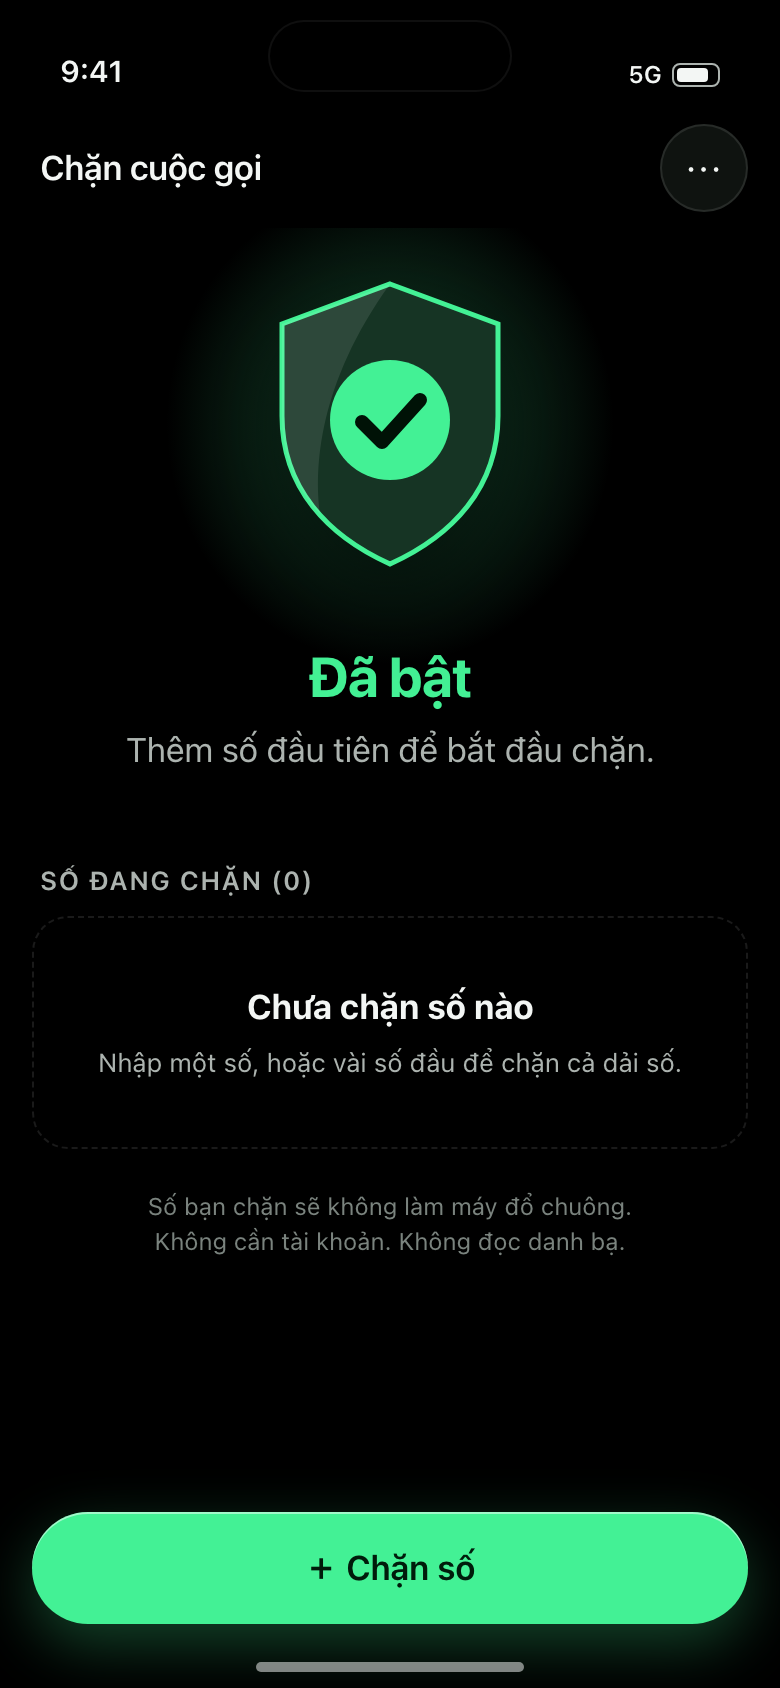 9:41
5G
Chặn cuộc gọi
Đã bật
Thêm số đầu tiên để bắt đầu chặn.
SỐ ĐANG CHẶN (0)
Chưa chặn số nào
Nhập một số, hoặc vài số đầu để chặn cả dải số.
Số bạn chặn sẽ không làm máy đổ chuông.
Không cần tài khoản. Không đọc danh bạ.
+ Chặn số